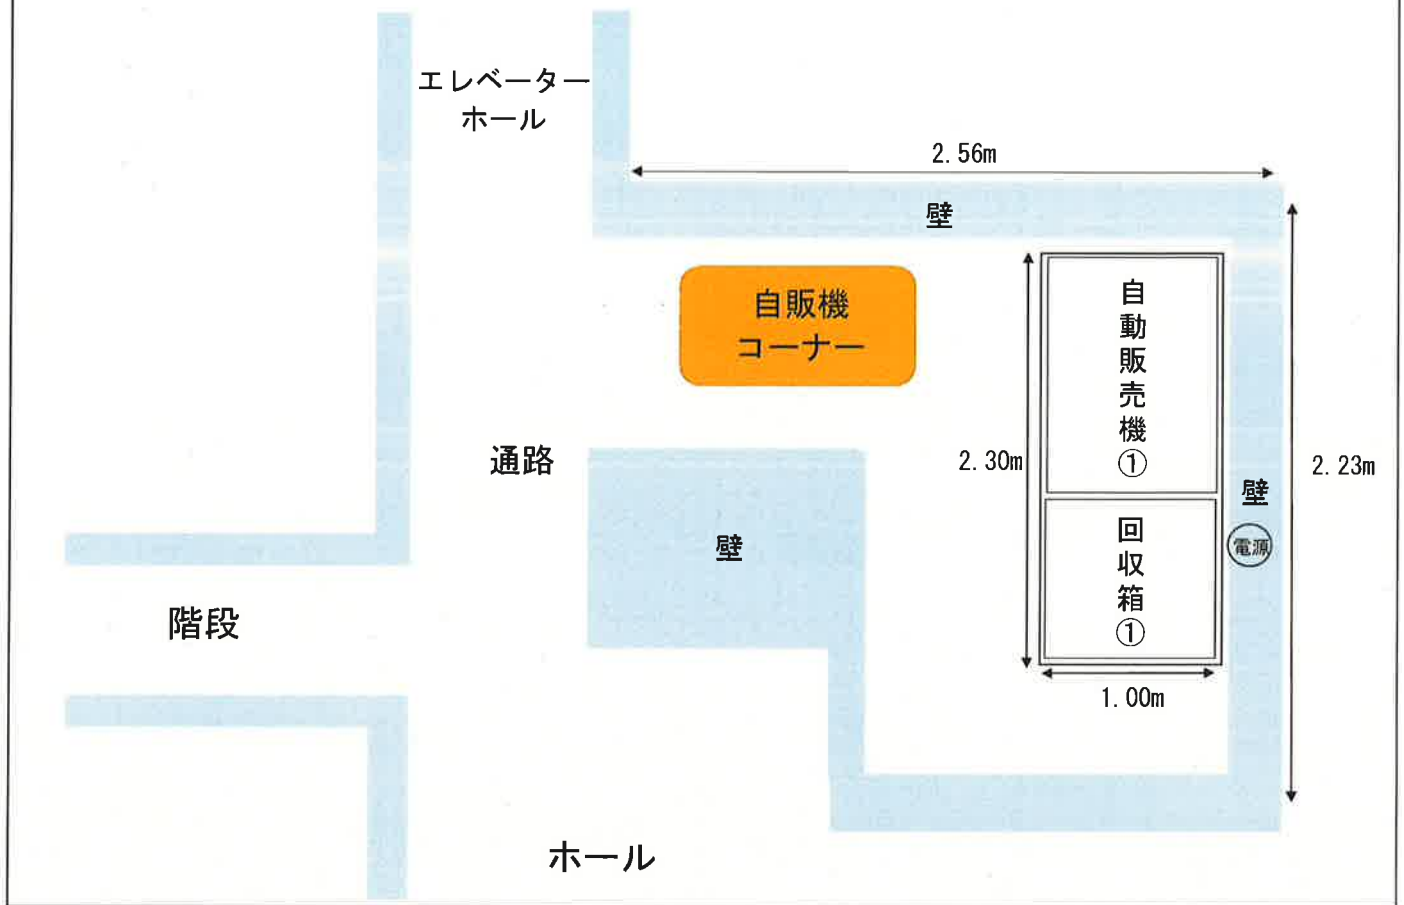 エレベーター
ホール
2.56m
壁
自販機
コーナー
自動販売機①
2.30m
2.23m
通路
壁
壁
電源
回収箱①
階段
1.00m
ホール